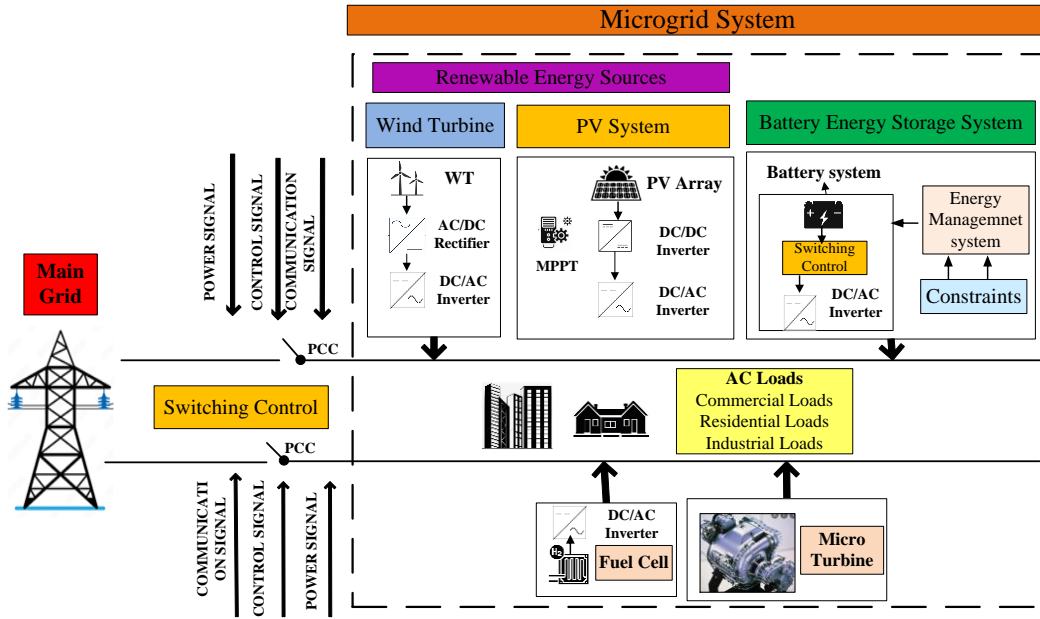 Microgrid System
Renewable Energy Sources
Wind Turbine
PV System
Battery Energy Storage System
WT
AC/DC
Rectifier
DC/AC
Inverter
PV Array
MPPT
DC/DC
Inverter
DC/AC
Inverter
Battery system
Switching
Control
DC/AC
Inverter
Energy
Managemnet
system
Constraints
POWER SIGNAL
CONTROL SIGNAL
COMMUNICATION
SIGNAL
Main
Grid
PCC
Switching Control
AC Loads
Commercial Loads
Residential Loads
Industrial Loads
PCC
COMMUNICATI
ON SIGNAL
CONTROL SIGNAL
POWER SIGNAL
DC/AC
Inverter
H2
Fuel Cell
Micro
Turbine